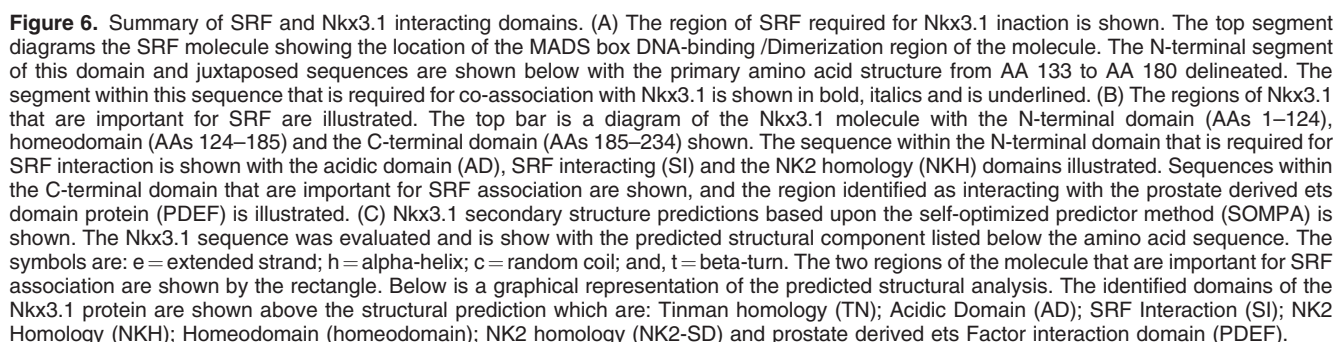 Figure 6. Summary of SRF and Nkx3.1 interacting domains. (A) The region of SRF required for Nkx3.1 inaction is shown. The top segment
diagrams the SRF molecule showing the location of the MADS box DNA-binding /Dimerization region of the molecule. The N-terminal segment
of this domain and juxtaposed sequences are shown below with the primary amino acid structure from AA 133 to AA 180 delineated. The
segment within this sequence that is required for co-association with Nkx3.1 is shown in bold, italics and is underlined. (B) The regions of Nkx3.1
that are important for SRF are illustrated. The top bar is a diagram of the Nkx3.1 molecule with the N-terminal domain (AAs 1–124),
homeodomain (AAs 124–185) and the C-terminal domain (AAs 185–234) shown. The sequence within the N-terminal domain that is required for
SRF interaction is shown with the acidic domain (AD), SRF interacting (SI) and the NK2 homology (NKH) domains illustrated. Sequences within
the C-terminal domain that are important for SRF association are shown, and the region identified as interacting with the prostate derived ets
domain protein (PDEF) is illustrated. (C) Nkx3.1 secondary structure predictions based upon the self-optimized predictor method (SOMPA) is
shown. The Nkx3.1 sequence was evaluated and is show with the predicted structural component listed below the amino acid sequence. The
symbols are: e = extended strand; h = alpha-helix; c = random coil; and, t = beta-turn. The two regions of the molecule that are important for SRF
association are shown by the rectangle. Below is a graphical representation of the predicted structural analysis. The identified domains of the
Nkx3.1 protein are shown above the structural prediction which are: Tinman homology (TN); Acidic Domain (AD); SRF Interaction (SI); NK2
Homology (NKH); Homeodomain (homeodomain); NK2 homology (NK2-SD) and prostate derived ets Factor interaction domain (PDEF).